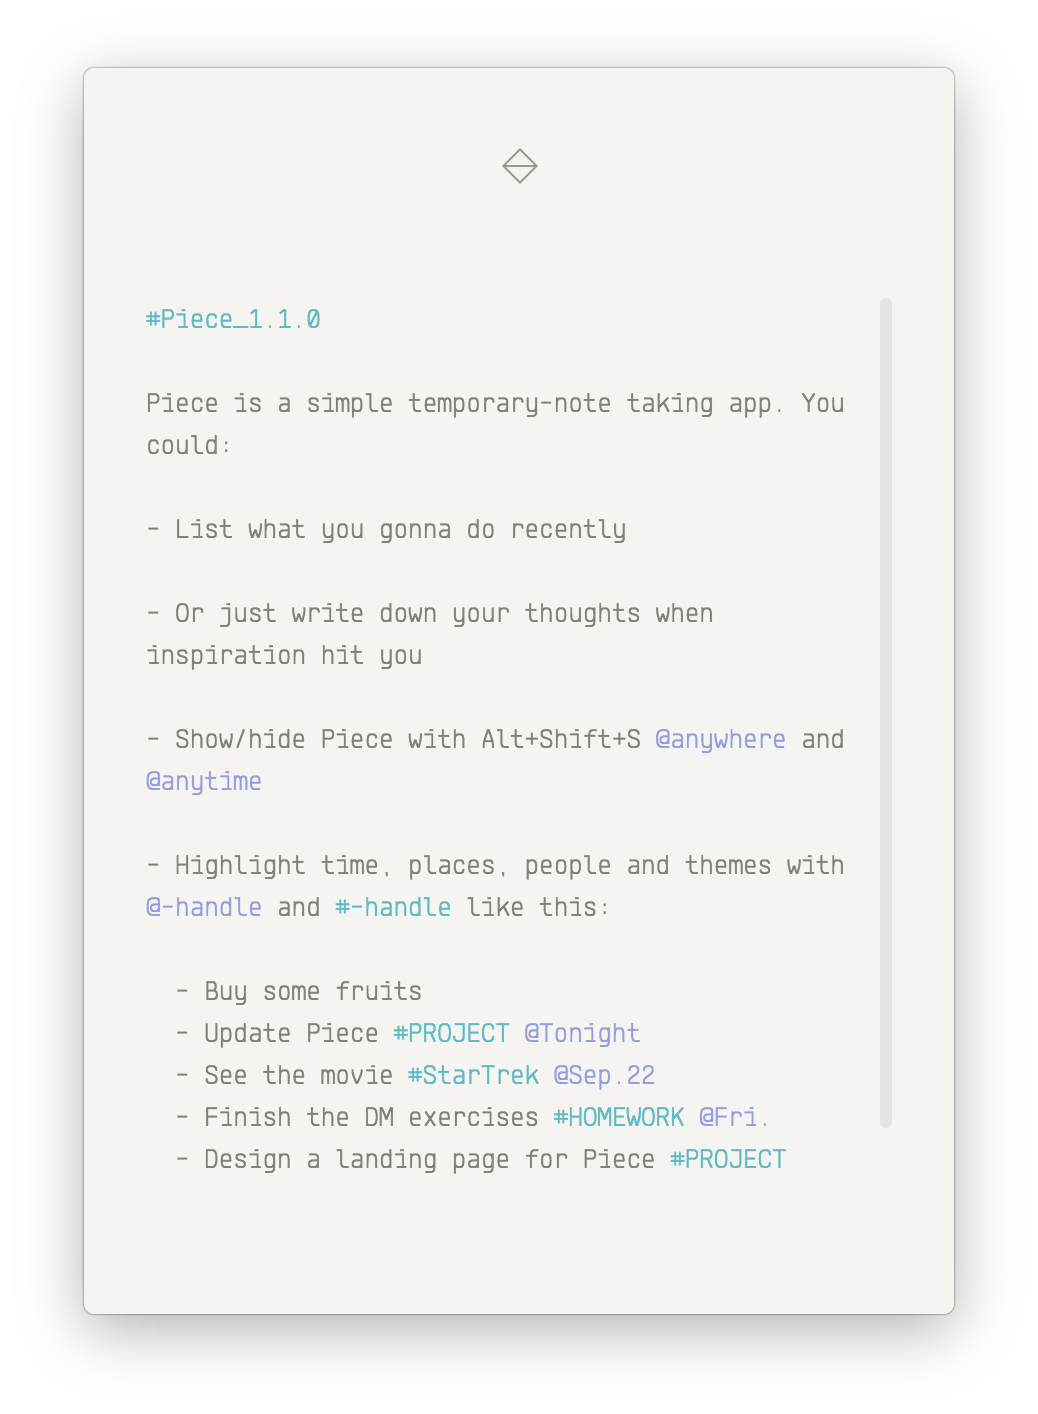 #Piece_1.1.0
Piece is a simple temporary-note taking app. You
could:
- List what you gonna do recently
- Or just write down your thoughts when
inspiration hit you
- Show/hide Piece with Alt+Shift+S @anywhere and
@anytime
- Highlight time, places, people and themes with
@-handle and #-handle like this:
- Buy some fruits
- Update Piece #PROJECT @Tonight
- See the movie #StarTrek @Sep.22
- Finish the DM exercises #HOMEWORK @Fri.
- Design a landing page for Piece #PROJECT